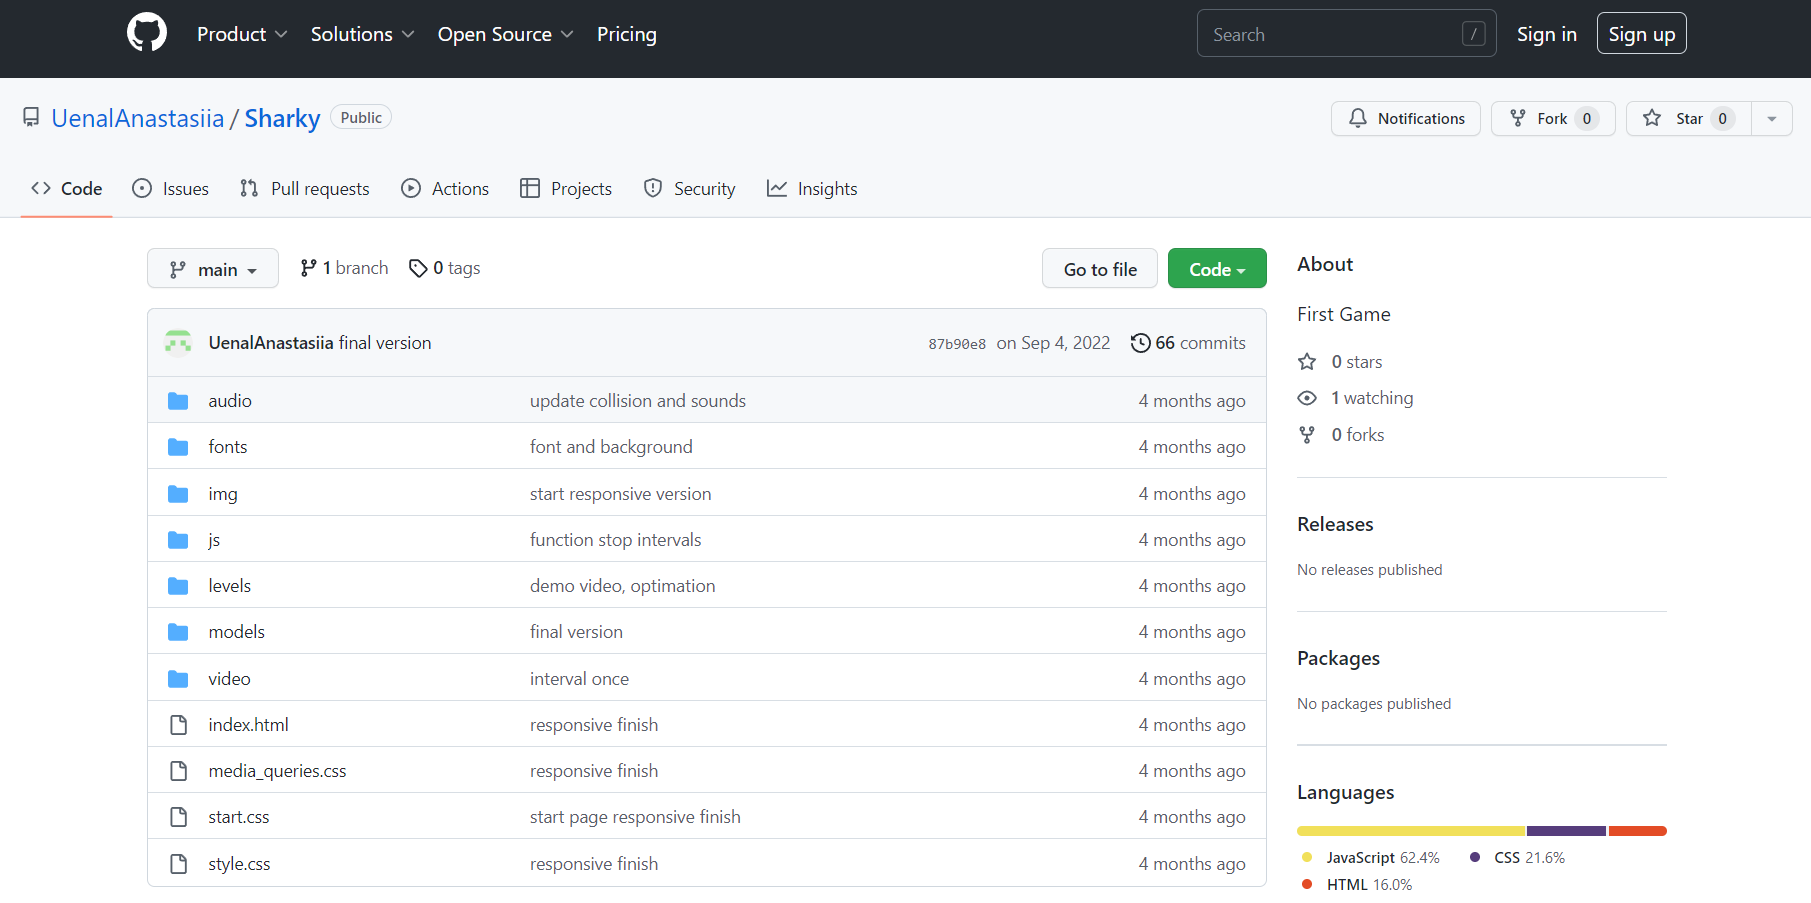 Product Solutions Open Source Pricing Search / Sign in Sign up
UenalAnastasiia / Sharky Public Notifications Fork 0 Star 0
Code Issues Pull requests Actions Projects Security Insights
main 1 branch 0 tags Go to file Code
UenalAnastasiia final version 87b90e8 on Sep 4, 2022 66 commits
audio update collision and sounds 4 months ago
fonts font and background 4 months ago
img start responsive version 4 months ago
js function stop intervals 4 months ago
levels demo video, optimation 4 months ago
models final version 4 months ago
video interval once 4 months ago
index.html responsive finish 4 months ago
media_queries.css responsive finish 4 months ago
start.css start page responsive finish 4 months ago
style.css responsive finish 4 months ago
About
First Game
0 stars
1 watching
0 forks
Releases
No releases published
Packages
No packages published
Languages
JavaScript 62.4% CSS 21.6%
HTML 16.0%